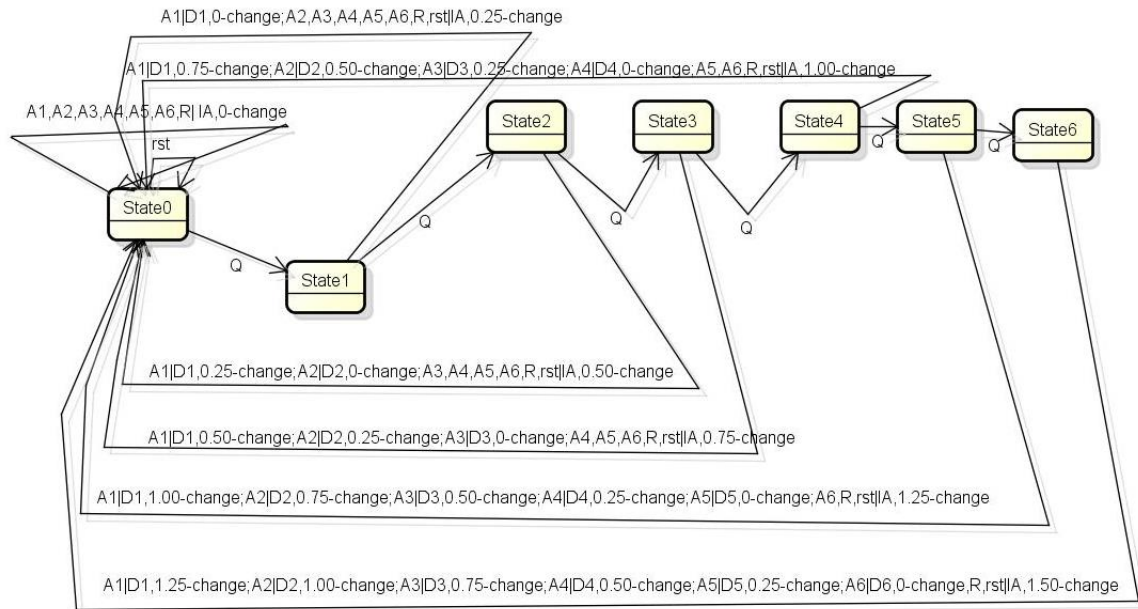 A1|D1,0-change;A2,A3,A4,A5,A6,R,rst|IA,0.25-change
A1|D1,0.75-change;A2|D2,0.50-change;A3|D3,0.25-change;A4|D4,0-change;A5,A6,R,rst|IA,1.00-change
A1,A2,A3,A4,A5,A6,R| IA,0-change
rst
State2
State3
State4
State5
State6
Q
Q
State0
Q
Q
Q
Q
State1
A1|D1,0.25-change;A2|D2,0-change;A3,A4,A5,A6,R,rst|IA,0.50-change
A1|D1,0.50-change;A2|D2,0.25-change;A3|D3,0-change;A4,A5,A6,R,rst|IA,0.75-change
A1|D1,1.00-change;A2|D2,0.75-change;A3|D3,0.50-change;A4|D4,0.25-change;A5|D5,0-change;A6,R,rst|IA,1.25-change
A1|D1,1.25-change;A2|D2,1.00-change;A3|D3,0.75-change;A4|D4,0.50-change;A5|D5,0.25-change;A6|D6,0-change,R,rst|IA,1.50-change